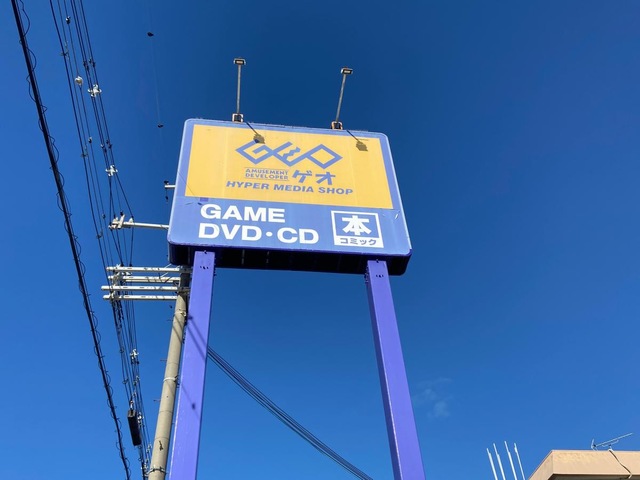 GEO
AMUSEMENT
DEVELOPER ゲオ
HYPER MEDIA SHOP
GAME
DVD・CD
本
コミック